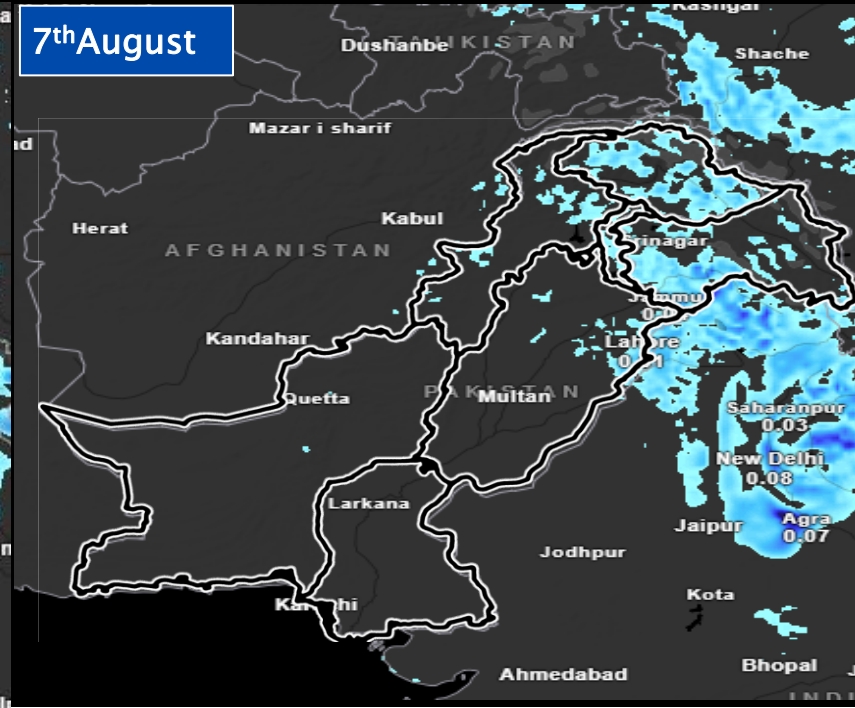 7thAugust
Kashgar
Dushanbe
TAJIKISTAN
Shache
Mazar i sharif
Herat
Kabul
AFGHANISTAN
Srinagar
Jammu
Kandahar
Lahore
Quetta
PAKISTAN
Multan
Saharanpur
0.03
New Delhi
0.08
Larkana
Jaipur
Agra
0.07
Jodhpur
Kota
Karachi
Ahmedabad
Bhopal
INDI